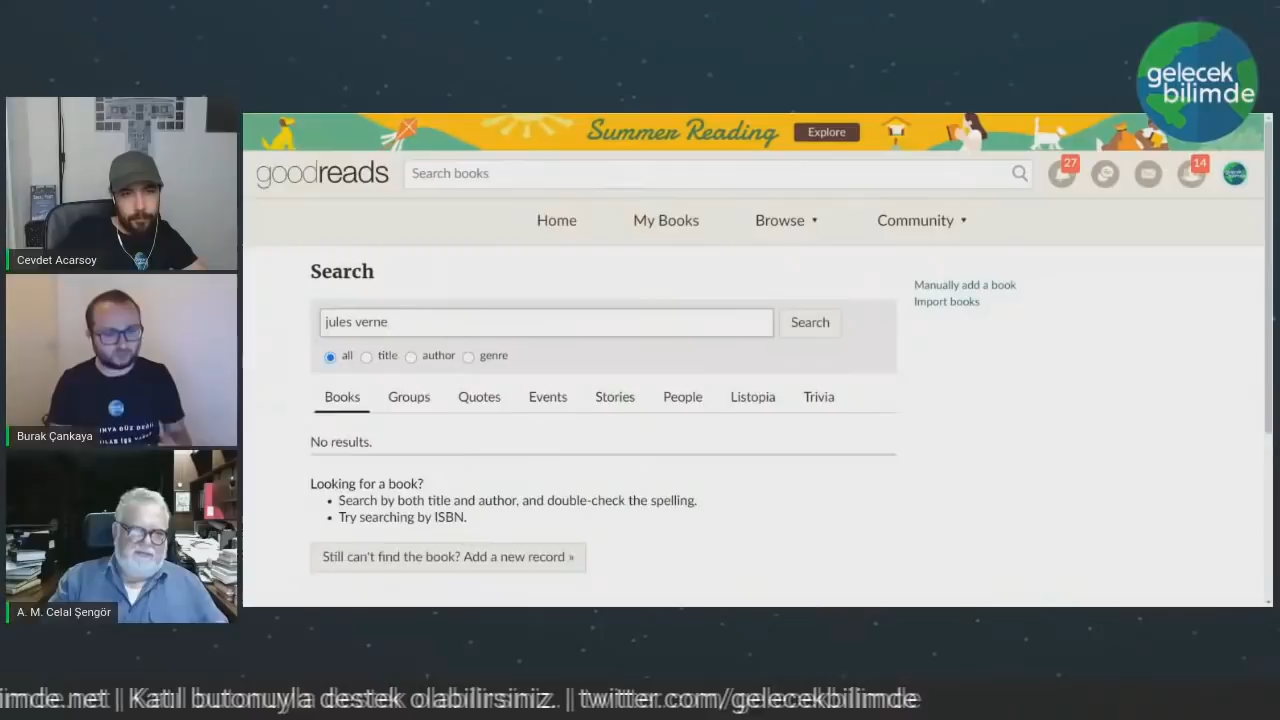 gelecek
bilimde
Summer Reading
Explore
goodreads
Search books
27
14
Home
My Books
Browse
Community
Cevdet Acarsoy
Search
Manually add a book
Import books
jules verne
Search
all
title
author
genre
Books
Groups
Quotes
Events
Stories
People
Listopia
Trivia
Burak Çankaya
No results.
Looking for a book?
• Search by both title and author, and double-check the spelling.
• Try searching by ISBN.
Still can't find the book? Add a new record »
A. M. Celal Şengör
imde.net || Katıl butonuyla destek olabilirsiniz. || twitter.com/gelecekbilimde